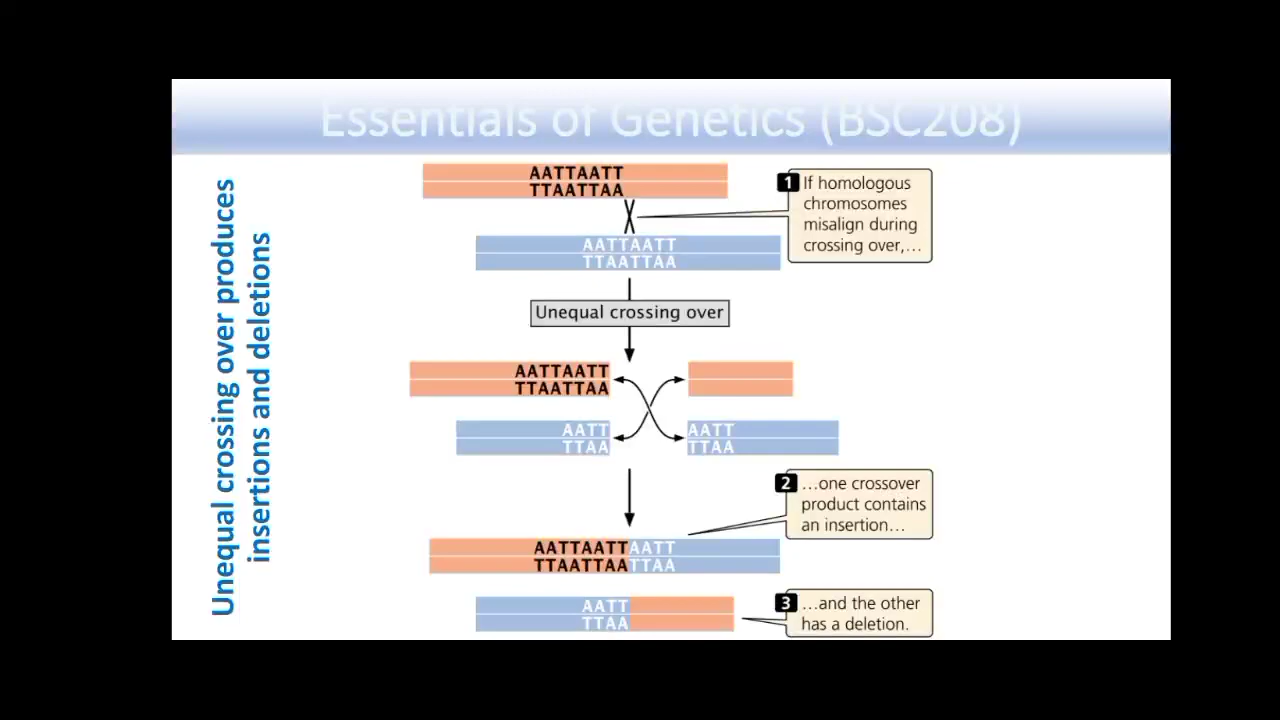 Essentials of Genetics (BSC208)
Unequal crossing over produces
insertions and deletions
AATTAATT
TTAATTAA
1 If homologous
chromosomes
misalign during
crossing over,...
AATTAATT
TTAATTAA
Unequal crossing over
AATTAATT
TTAATTAA
AATT
TTAA
AATT
TTAA
2 ...one crossover
product contains
an insertion...
AATTAATTAATT
TTAATTAATTAA
3 ...and the other
has a deletion.
AATT
TTAA